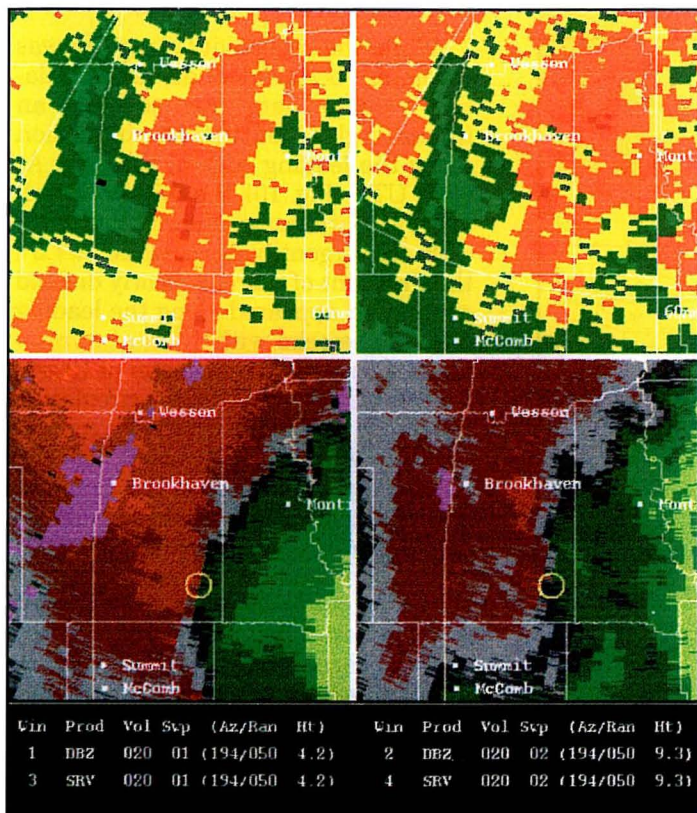 Wesson
Wesson
Brookhaven
Brookhaven
Monti
Mont
Summit
Summit
McComb
McComb
Wesson
Wesson
Brookhaven
Brookhaven
Monti
Mont
Summit
Summit
McComb
McComb
Win Prod Vol Swp (Az/Ran Ht) Win Prod Vol Swp (Az/Ran Ht)
1 DBZ 020 01 (194/050 4.2) 2 DBZ 020 02 (194/050 9.3)
3 SRV 020 01 (194/050 4.2) 4 SRV 020 02 (194/050 9.3)